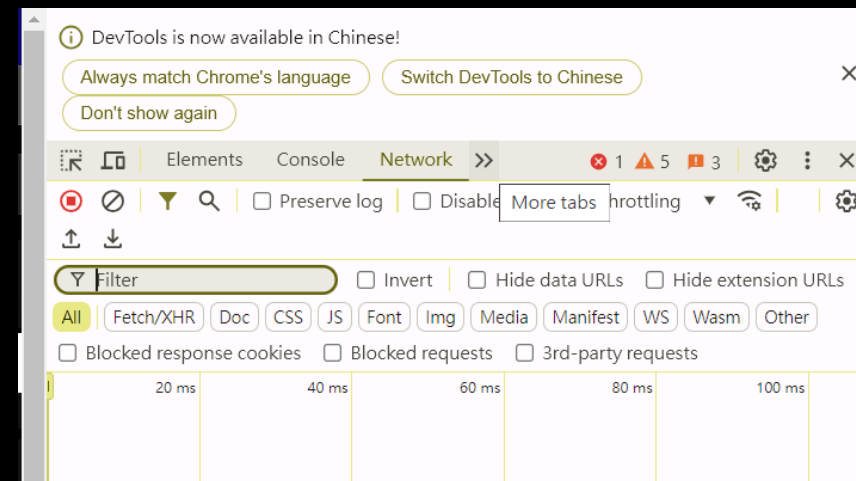 DevTools is now available in Chinese!
Always match Chrome's language Switch DevTools to Chinese
Don't show again
Elements Console Network 1 5 3
Preserve log Disable More tabs hrottling
Filter Invert Hide data URLs Hide extension URLs
All Fetch/XHR Doc CSS JS Font Img Media Manifest WS Wasm Other
Blocked response cookies Blocked requests 3rd-party requests
20 ms 40 ms 60 ms 80 ms 100 ms